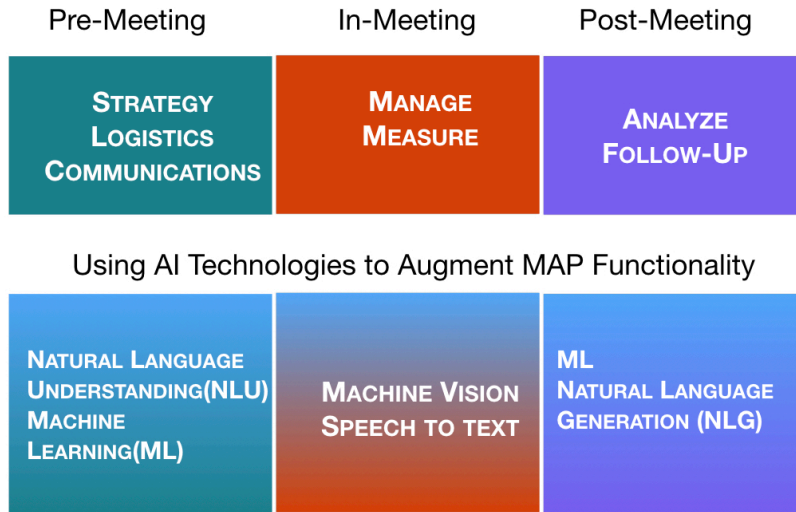 Pre-Meeting
In-Meeting
Post-Meeting
STRATEGY
LOGISTICS
COMMUNICATIONS
MANAGE
MEASURE
ANALYZE
FOLLOW-UP
Using AI Technologies to Augment MAP Functionality
NATURAL LANGUAGE
UNDERSTANDING(NLU)
MACHINE
LEARNING(ML)
MACHINE VISION
SPEECH TO TEXT
ML
NATURAL LANGUAGE
GENERATION (NLG)